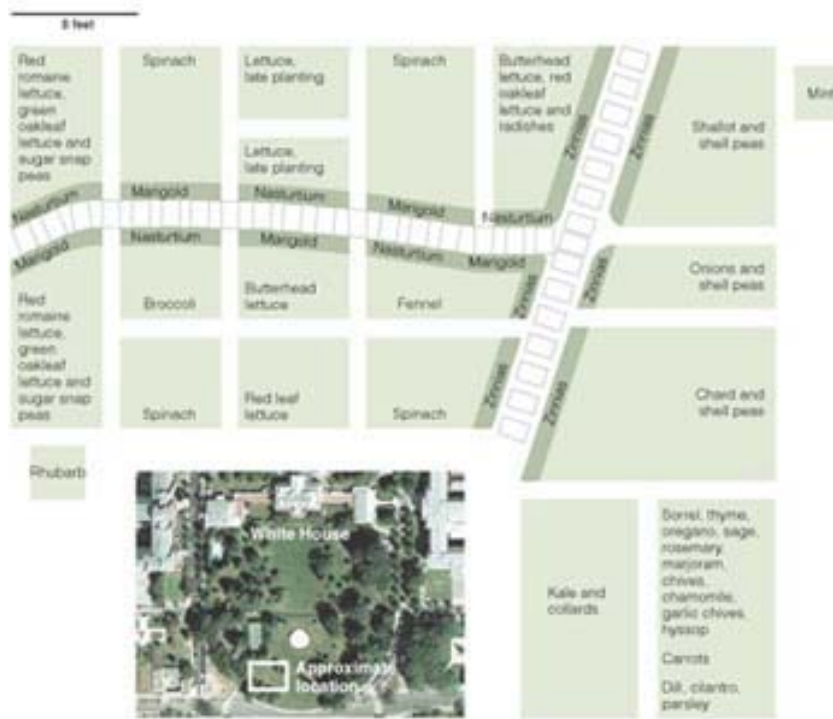 5 feet
Red
romaine
lettuce,
green
oakleaf
lettuce and
sugar snap
peas
Spinach
Lettuce,
late planting
Spinach
Butterhead
lettuce, red
oakleaf
lettuce and
radishes
Zinnias
Zinnias
Shallot and
shell peas
Mint
Lettuce,
late planting
Nasturtium
Marigold
Nasturtium
Marigold
Nasturtium
Marigold
Nasturtium
Marigold
Nasturtium
Marigold
Red
romaine
lettuce,
green
oakleaf
lettuce and
sugar snap
peas
Broccoli
Butterhead
lettuce
Fennel
Zinnias
Zinnias
Onions and
shell peas
Spinach
Red leaf
lettuce
Spinach
Zinnias
Zinnias
Chard and
shell peas
Rhubarb
White House
Approximate
location
Kale and
collards
Sorrel, thyme,
oregano, sage,
rosemary,
marjoram,
chives,
chamomile,
garlic chives,
hyssop
Carrots
Dill, cilantro,
parsley